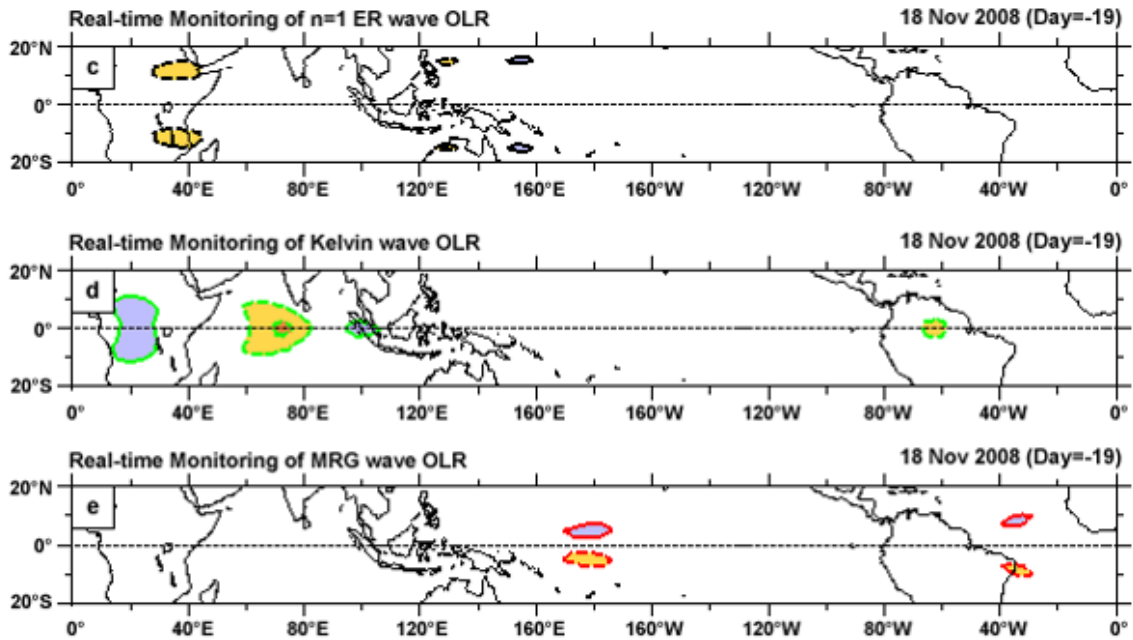 Real-time Monitoring of n=1 ER wave OLR 18 Nov 2008 (Day=-19)
c
20°N
0°
20°S
0° 40°E 80°E 120°E 160°E 160°W 120°W 80°W 40°W 0°
Real-time Monitoring of Kelvin wave OLR 18 Nov 2008 (Day=-19)
d
20°N
0°
20°S
0° 40°E 80°E 120°E 160°E 160°W 120°W 80°W 40°W 0°
Real-time Monitoring of MRG wave OLR 18 Nov 2008 (Day=-19)
e
20°N
0°
20°S
0° 40°E 80°E 120°E 160°E 160°W 120°W 80°W 40°W 0°